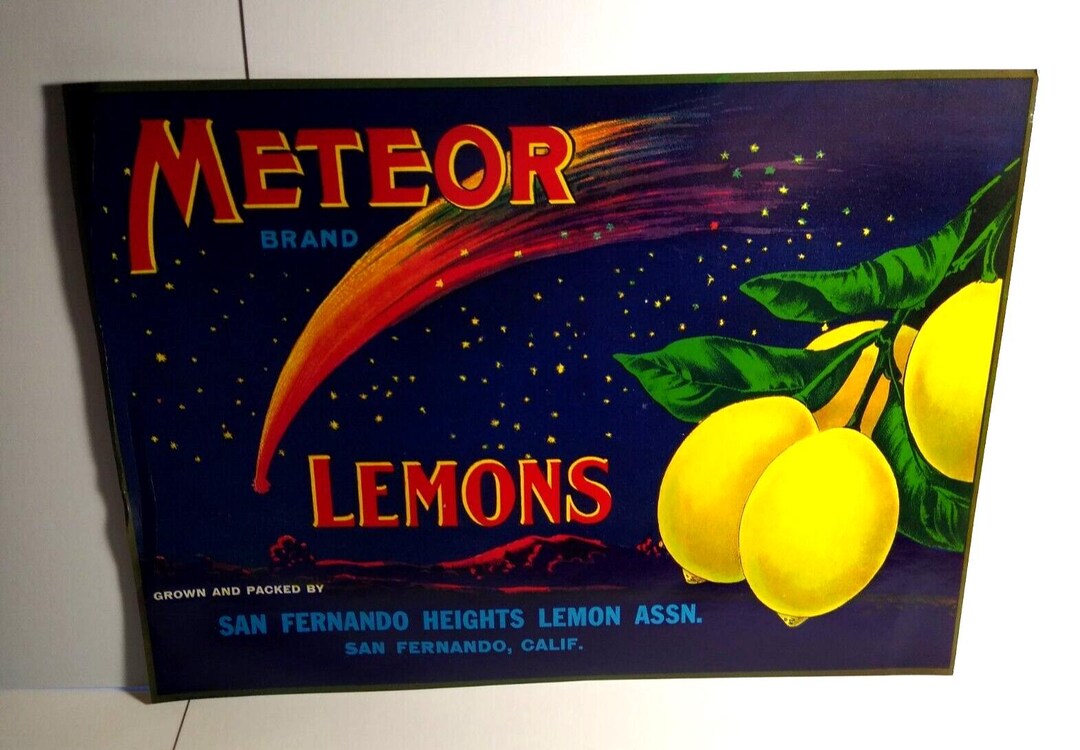 METEOR
BRAND
LEMONS
GROWN AND PACKED BY
SAN FERNANDO HEIGHTS LEMON ASSN.
SAN FERNANDO, CALIF.